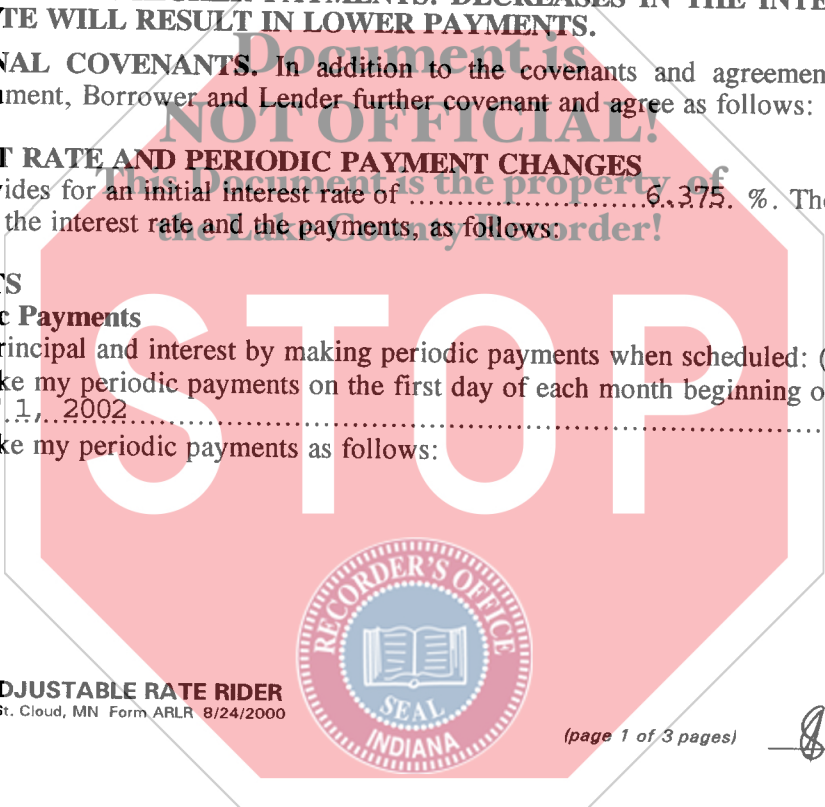 TE WILL RESULT IN LOWER PAYMENTS.
Document is
NAL COVENANTS. In addition to the covenants and agreemen
ment, Borrower and Lender further covenant and agree as follows:
NOT OFFICIAL!
T RATE AND PERIODIC PAYMENT CHANGES
This Document is the property of
vides for an initial interest rate of ........................6.375. %. The
the interest rate and the payments, as follows:
the Lake County Recorder!
TS
c Payments
rincipal and interest by making periodic payments when scheduled: (
ke my periodic payments on the first day of each month beginning o
1, 2002
ke my periodic payments as follows:
STOP
RECORDER'S OFFICE
SEAL
INDIANA
DJUSTABLE RATE RIDER
St. Cloud, MN Form ARLR 8/24/2000
(page 1 of 3 pages)